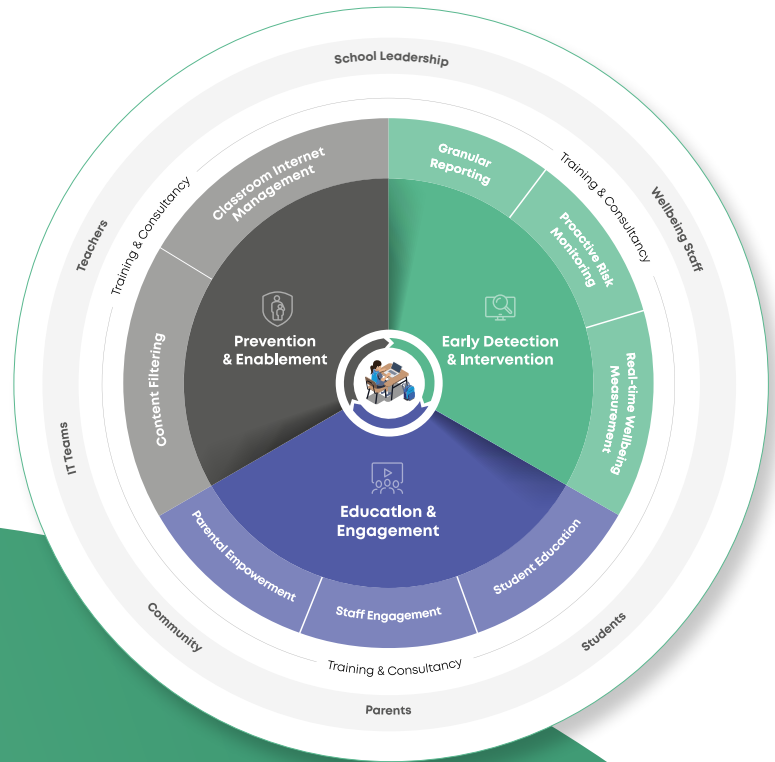 School Leadership
Wellbeing Staff
Students
Parents
Community
IT Teams
Teachers
Training & Consultancy
Training & Consultancy
Training & Consultancy
Classroom Internet
Management
Content Filtering
Granular
Reporting
Proactive Risk
Monitoring
Real-time Wellbeing
Measurement
Prevention
& Enablement
Early Detection
& Intervention
Education &
Engagement
Parental Empowerment
Staff Engagement
Student Education